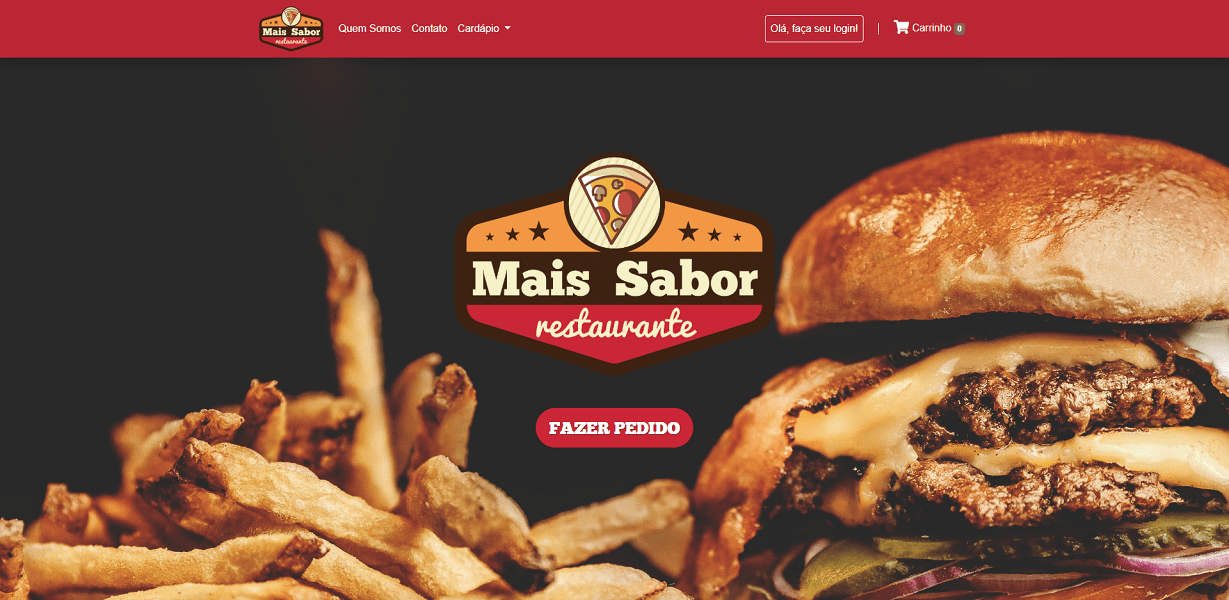 Mais Sabor
restaurante
Quem Somos Contato Cardápio
Olá, faça seu login!
Carrinho 0
Mais Sabor
restaurante
FAZER PEDIDO